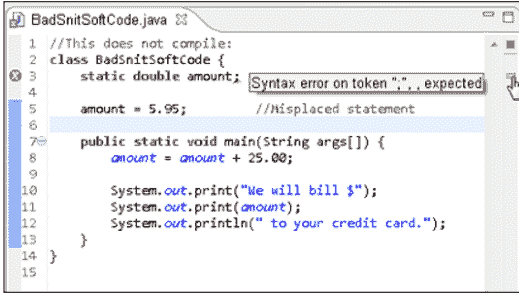 BadSnitSoftCode.java
1 //This does not compile:
2 class BadSnitSoftCode {
3 static double amount;
Syntax error on token ";", , expected
4
5 amount = 5.95; //Misplaced statement
6
7 public static void main(String args[]) {
8 amount = amount + 25.00;
9
10 System.out.print("We will bill $");
11 System.out.print(amount);
12 System.out.println(" to your credit card.");
13 }
14 }
15